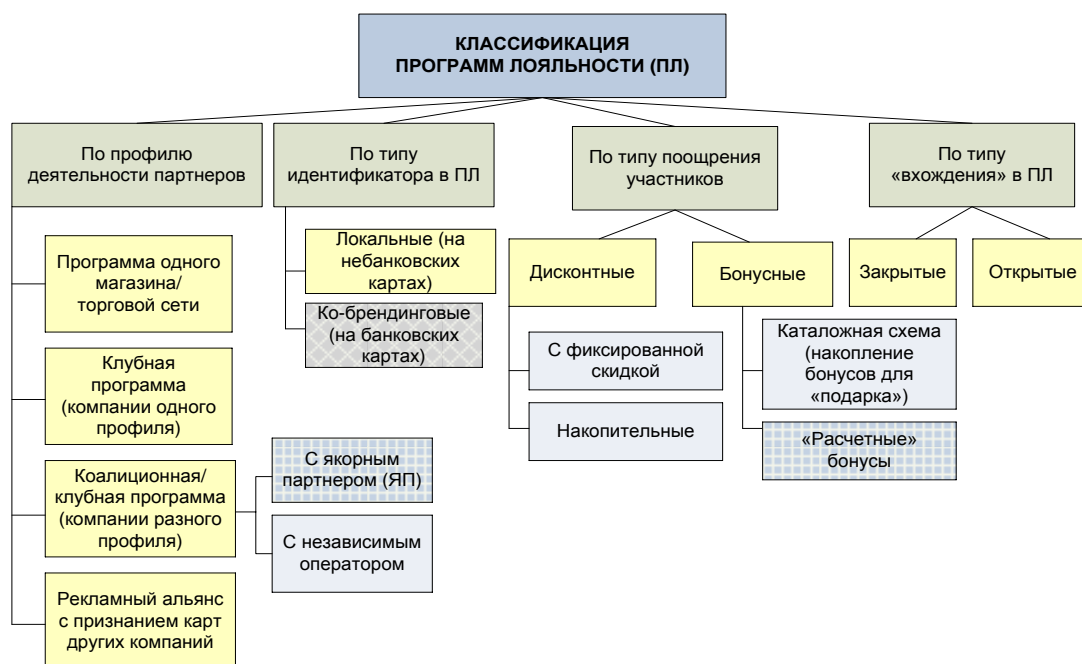 КЛАССИФИКАЦИЯ
ПРОГРАММ ЛОЯЛЬНОСТИ (ПЛ)
По профилю
деятельности партнеров
По типу
идентификатора в ПЛ
По типу поощрения
участников
По типу
«вхождения» в ПЛ
Программа одного
магазина/
торговой сети
Клубная
программа
(компании одного
профиля)
Коалиционная/
клубная программа
(компании разного
профиля)
Рекламный альянс
с признанием карт
других компаний
С якорным
партнером (ЯП)
С независимым
оператором
Локальные (на
небанковских
картах)
Ко-брендинговые
(на банковских
картах)
Дисконтные
С фиксированной
скидкой
Накопительные
Бонусные
Каталожная схема
(накопление
бонусов для
«подарка»)
«Расчетные»
бонусы
Закрытые
Открытые